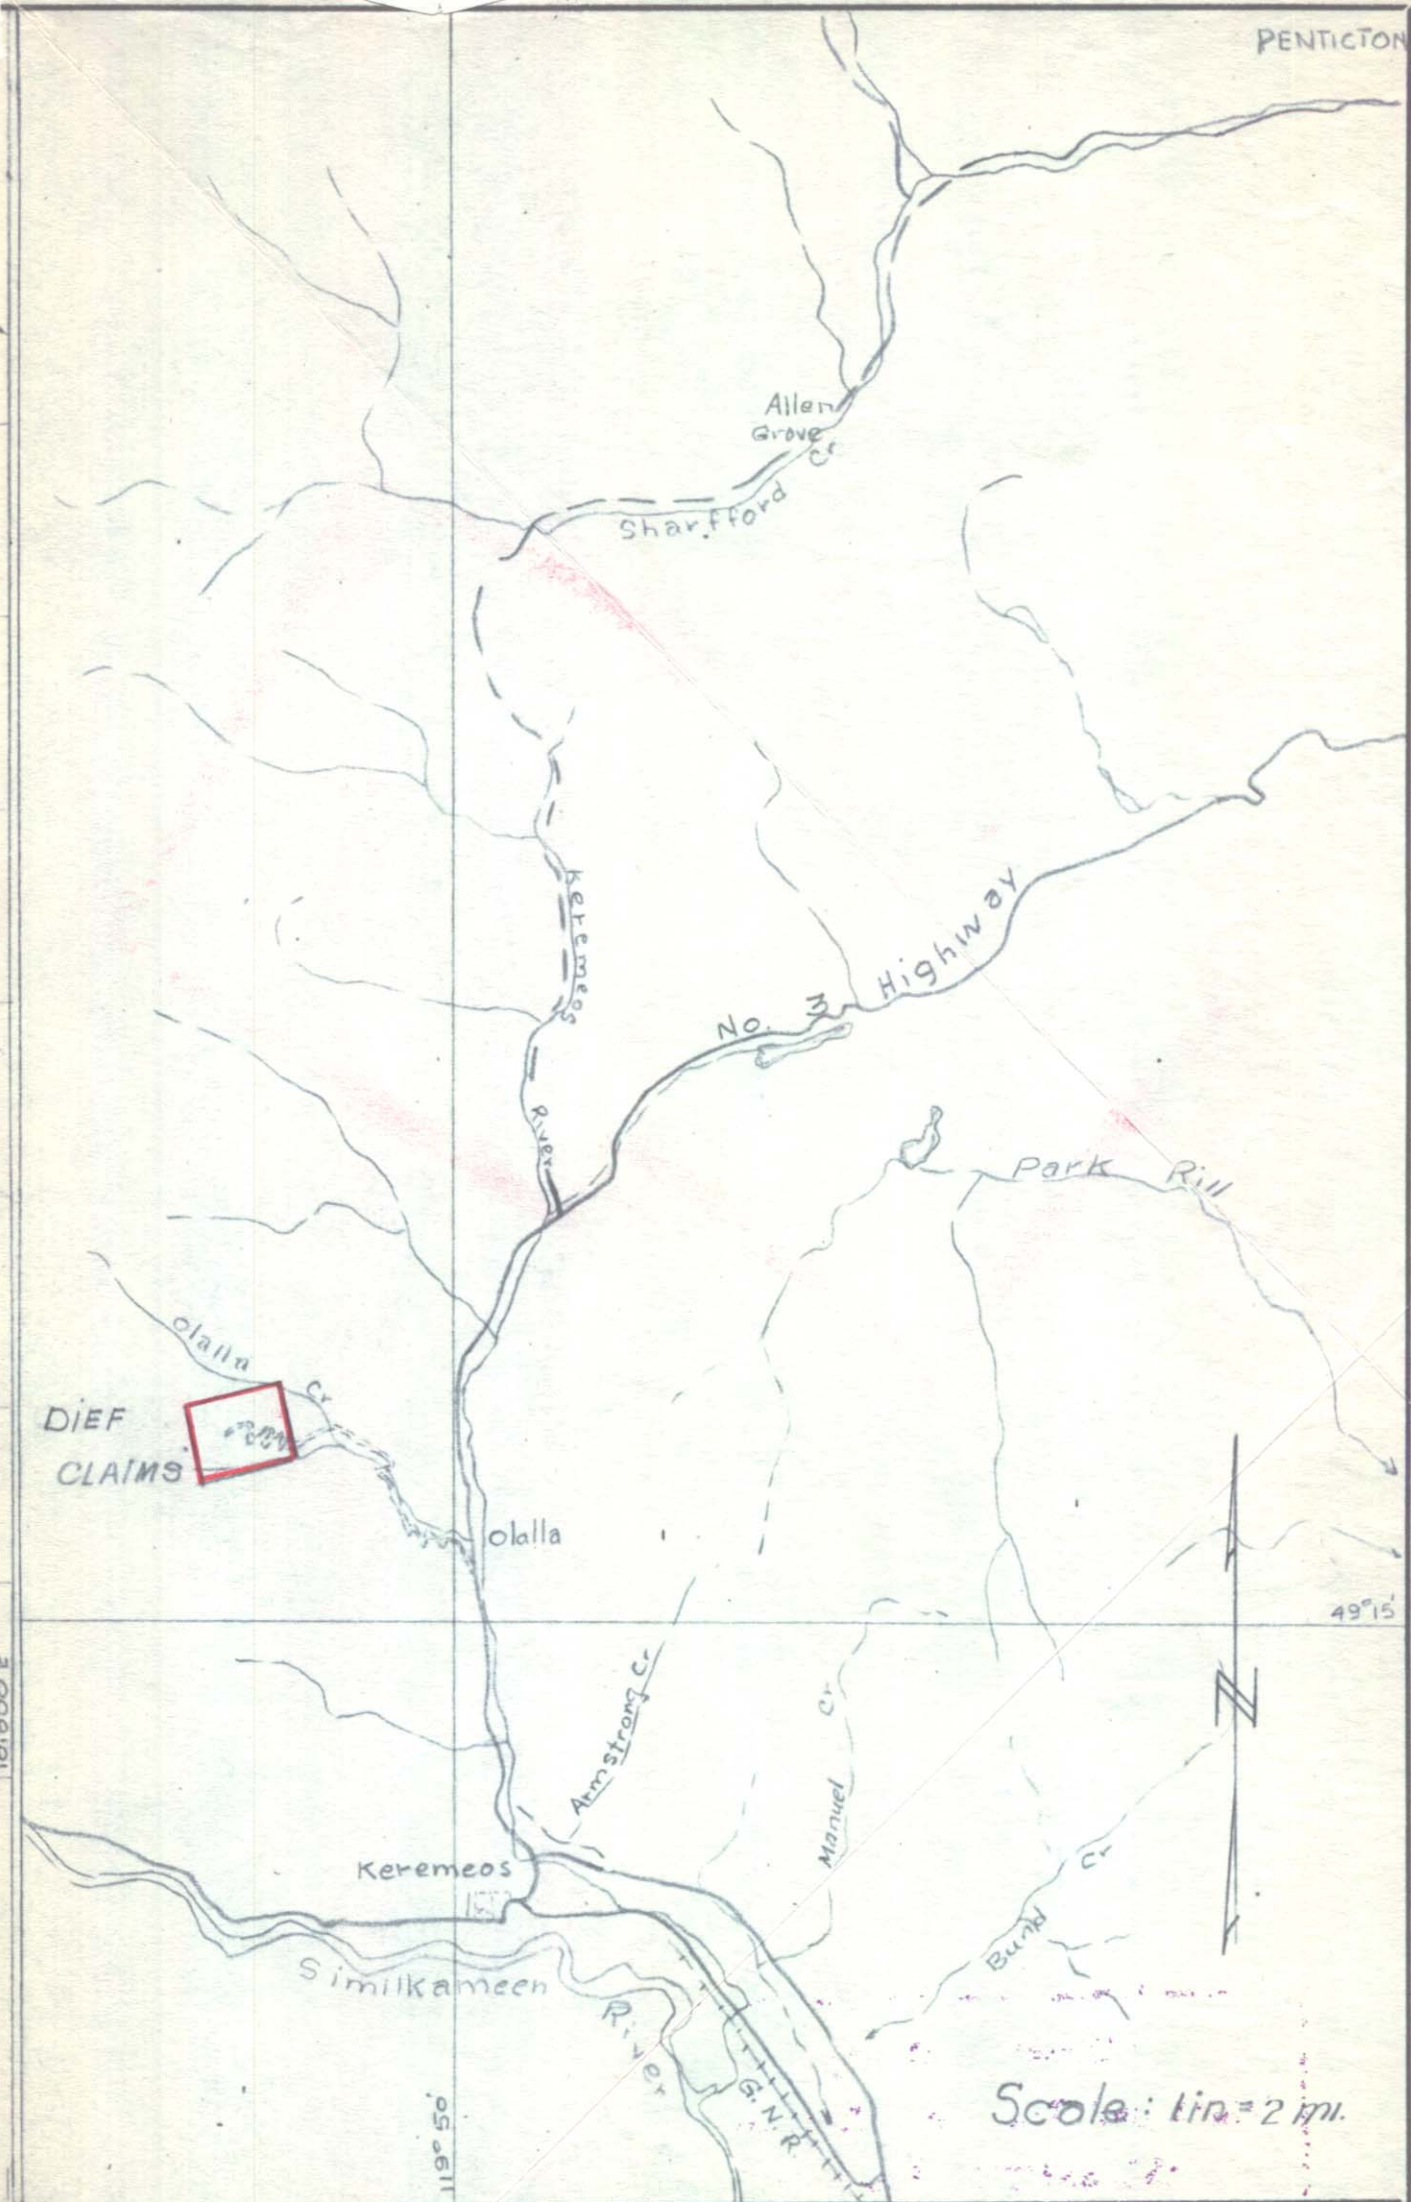 PENTICTON
Allen
Grove
Cr
Sharfford
Keremeos
River
No. 3 Highway
Park Rill
Olalla
Cr
DIEF
CLAIMS
Olalla
49°15'
Armstrong Cr
Cr
Manuel
Keremeos
Cr
Bunld
Similkameen
River
G.N.R.
Scale: 1in = 2 mi.
119° 50'
N